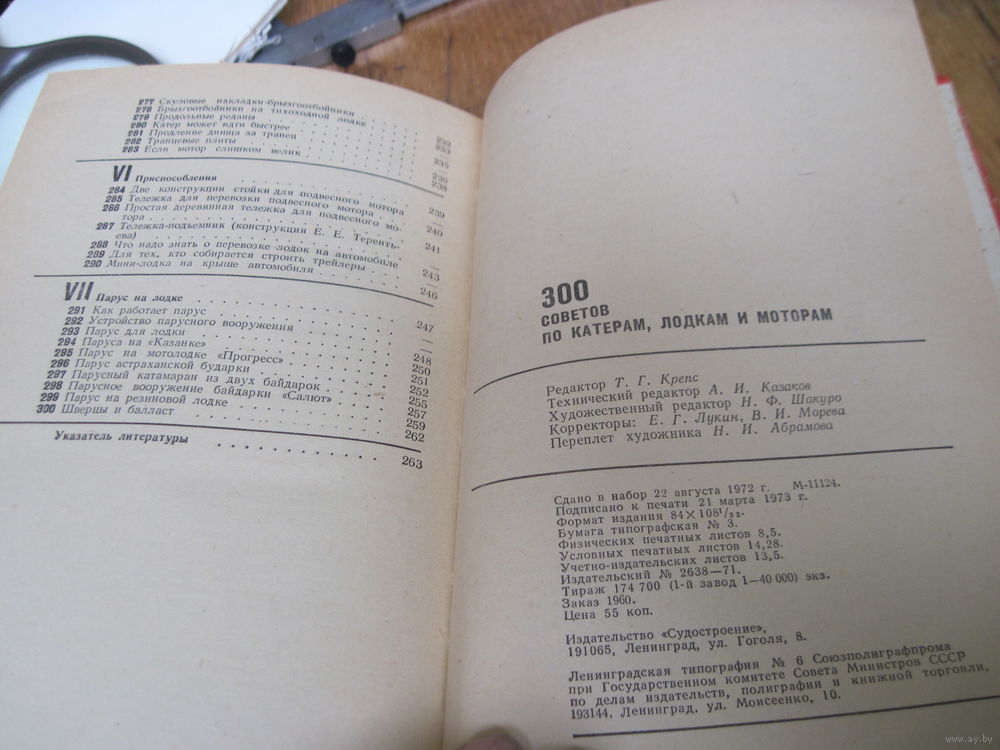 277 Скуловые накладки-брызгоотбойники
278 Брызгоотбойники на тихоходной лодке
279 Продольные реданы 233
280 Катер может идти быстрее 234
281 Продление днища за транец
282 Транцевые плиты 235
283 Если мотор слишком велик 236
238
VI Приспособления
284 Две конструкции стойки для подвесного мотора 239
285 Тележка для перевозки подвесного мотора —
286 Простая деревянная тележка для подвесного мо-
тора 240
287 Тележка-подъемник (конструкция Е. Е. Теренть-
ева) 241
288 Что надо знать о перевозке лодок на автомобиле —
289 Для тех, кто собирается строить трейлеры 243
290 Мини-лодка на крыше автомобиля 246
VII Парус на лодке
291 Как работает парус 247
292 Устройство парусного вооружения —
293 Парус для лодки —
294 Паруса на «Казанке» 248
295 Парус на мотолодке «Прогресс» 250
296 Парус астраханской бударки 251
297 Парусный катамаран из двух байдарок 252
298 Парусное вооружение байдарки «Салют» 255
299 Парус на резиновой лодке 257
300 Шверцы и балласт 259
262
Указатель литературы 263
300
СОВЕТОВ
ПО КАТЕРАМ, ЛОДКАМ И МОТОРАМ
Редактор Т. Г. Крепс
Технический редактор А. И. Казаков
Художественный редактор Н. Ф. Шакуро
Корректоры: Е. Г. Лукин, В. И. Морева
Переплет художника Н. И. Абрамова
Сдано в набор 22 августа 1972 г. М-11124.
Подписано к печати 21 марта 1973 г.
Формат издания 84×108¹/₃₂.
Бумага типографская № 3.
Физических печатных листов 8,5.
Условных печатных листов 14,28.
Учетно-издательских листов 13,5.
Издательский № 2638—71.
Тираж 174 700 (1-й завод 1—40 000) экз.
Заказ 1960.
Цена 55 коп.
Издательство «Судостроение»,
191065, Ленинград, ул. Гоголя, 8.
Ленинградская типография № 6 Союзполиграфпрома
при Государственном комитете Совета Министров СССР
по делам издательств, полиграфии и книжной торговли.
193144, Ленинград, ул. Моисеенко, 10.
www.ay.by